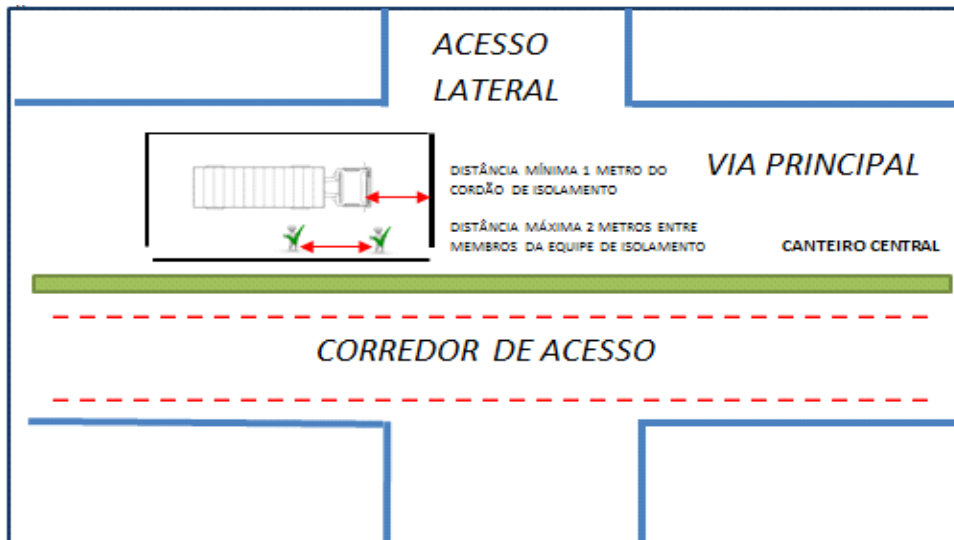 ACESSO
LATERAL
DISTÂNCIA MÍNIMA 1 METRO DO
CORDÃO DE ISOLAMENTO
VIA PRINCIPAL
DISTÂNCIA MÁXIMA 2 METROS ENTRE
MEMBROS DA EQUIPE DE ISOLAMENTO
CANTEIRO CENTRAL
CORREDOR DE ACESSO